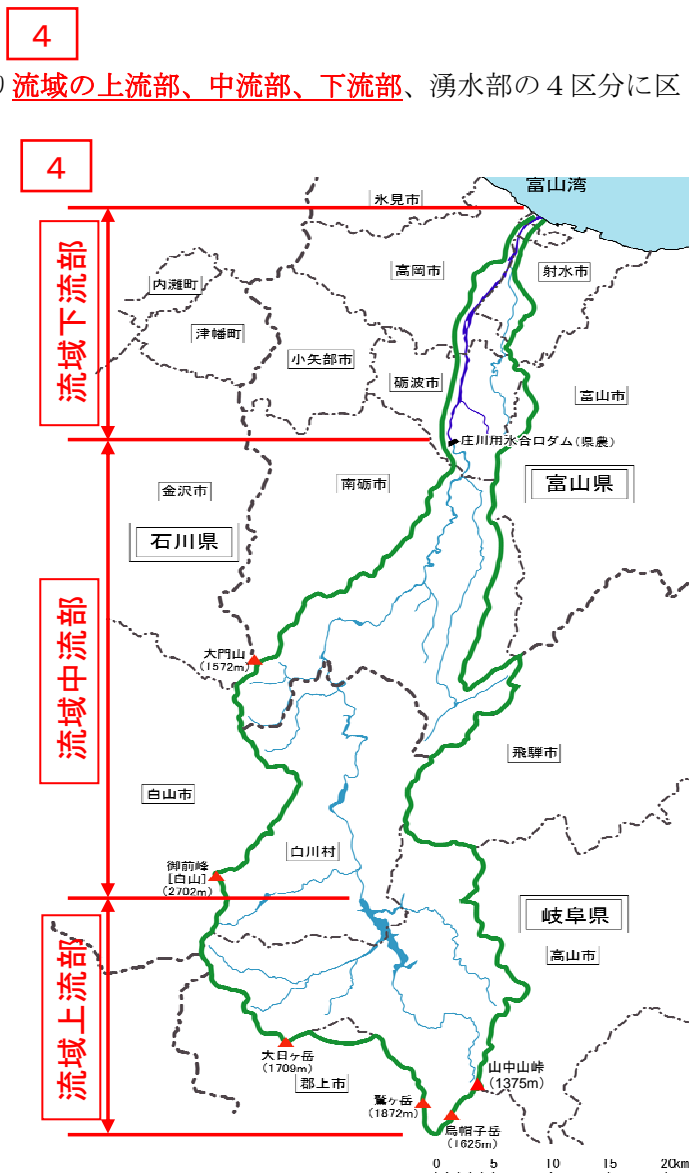 4
り流域の上流部、中流部、下流部、湧水部の４区分に区
4
富山湾
氷見市
高岡市
射水市
内灘町
津幡町
小矢部市
砺波市
富山市
流域下流部
庄川用水合口ダム(県農)
南砺市
富山県
金沢市
石川県
大門山
(1572m)
流域中流部
飛騨市
白山市
白川村
御前峰
[白山]
(2702m)
岐阜県
高山市
流域上流部
大日ヶ岳
(1709m)
郡上市
山中山峠
(1375m)
鷲ヶ岳
(1872m)
烏帽子岳
(1625m)
0 5 10 15 20km